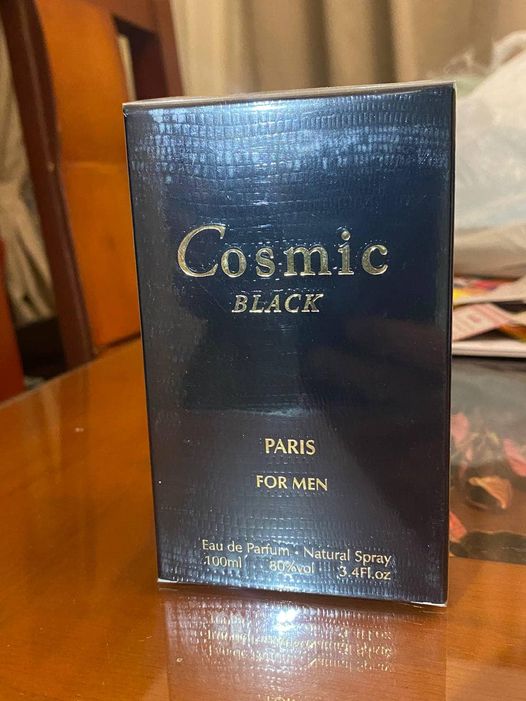 Cosmic
BLACK
PARIS
FOR MEN
Eau de Parfum • Natural Spray
100ml 80%vol 3.4Fl.oz